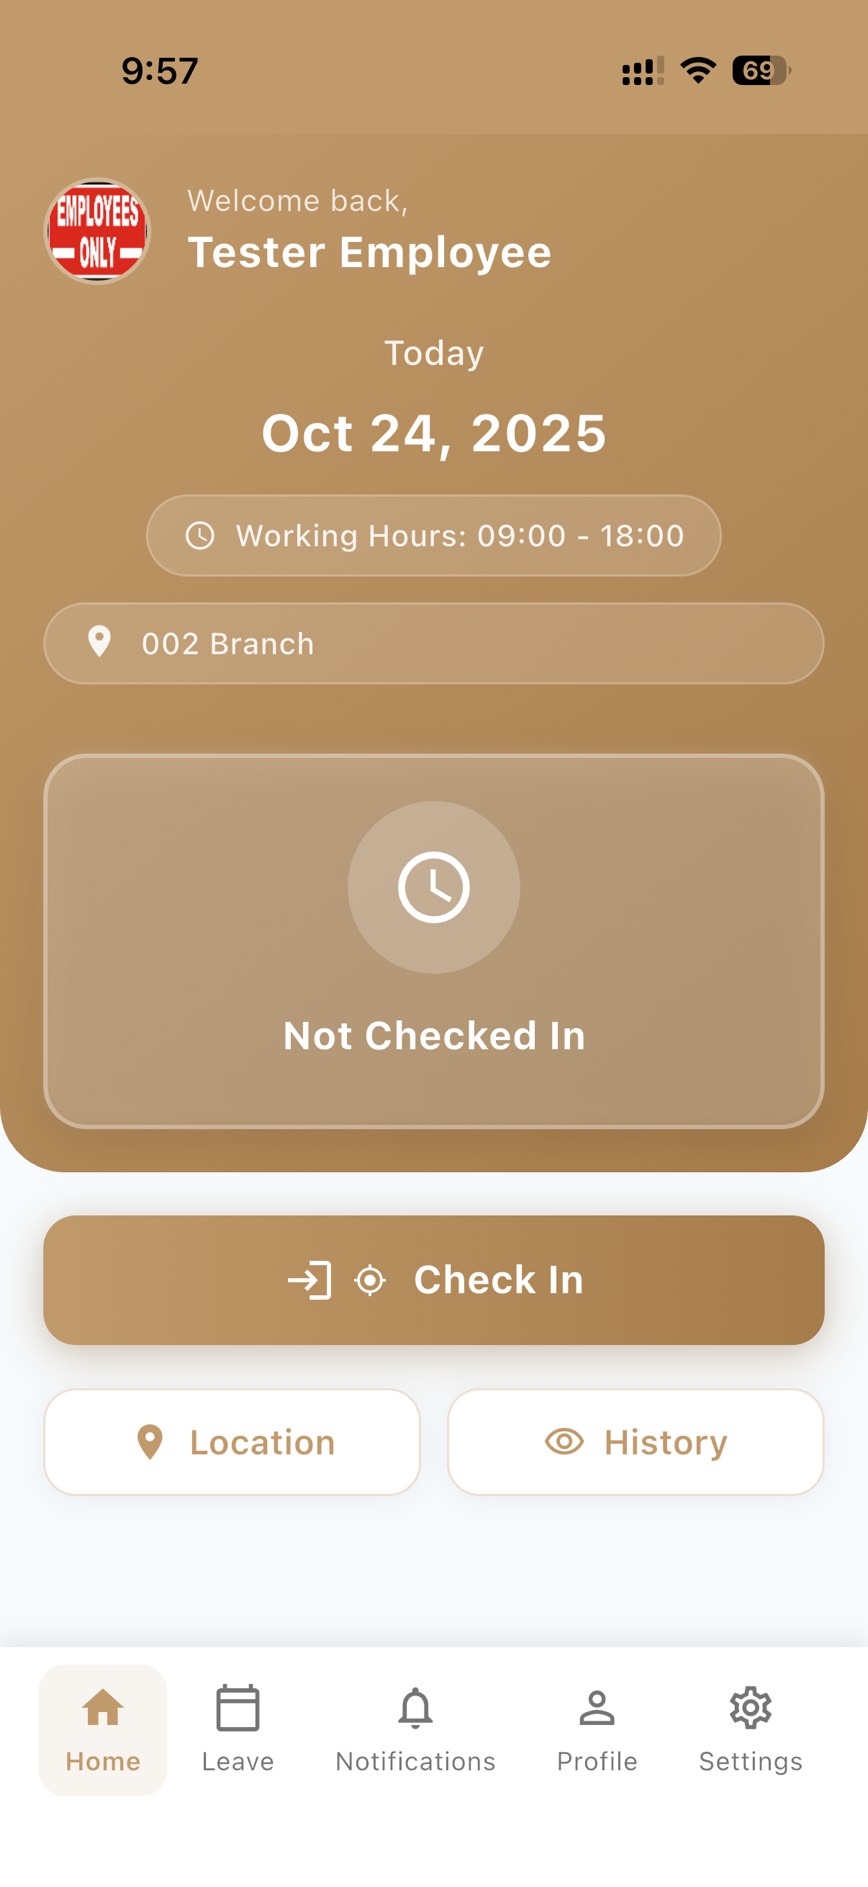 9:57
69
EMPLOYEES
ONLY
Welcome back,
Tester Employee
Today
Oct 24, 2025
Working Hours: 09:00 - 18:00
002 Branch
Not Checked In
Check In
Location
History
Home
Leave
Notifications
Profile
Settings